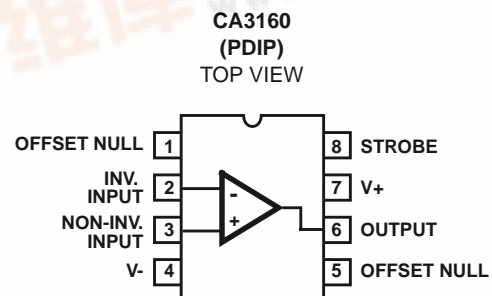 CA3160
(PDIP)
TOP VIEW
OFFSET NULL 1
INV.
INPUT 2
NON-INV.
INPUT 3
V- 4
8 STROBE
7 V+
6 OUTPUT
5 OFFSET NULL
-
+